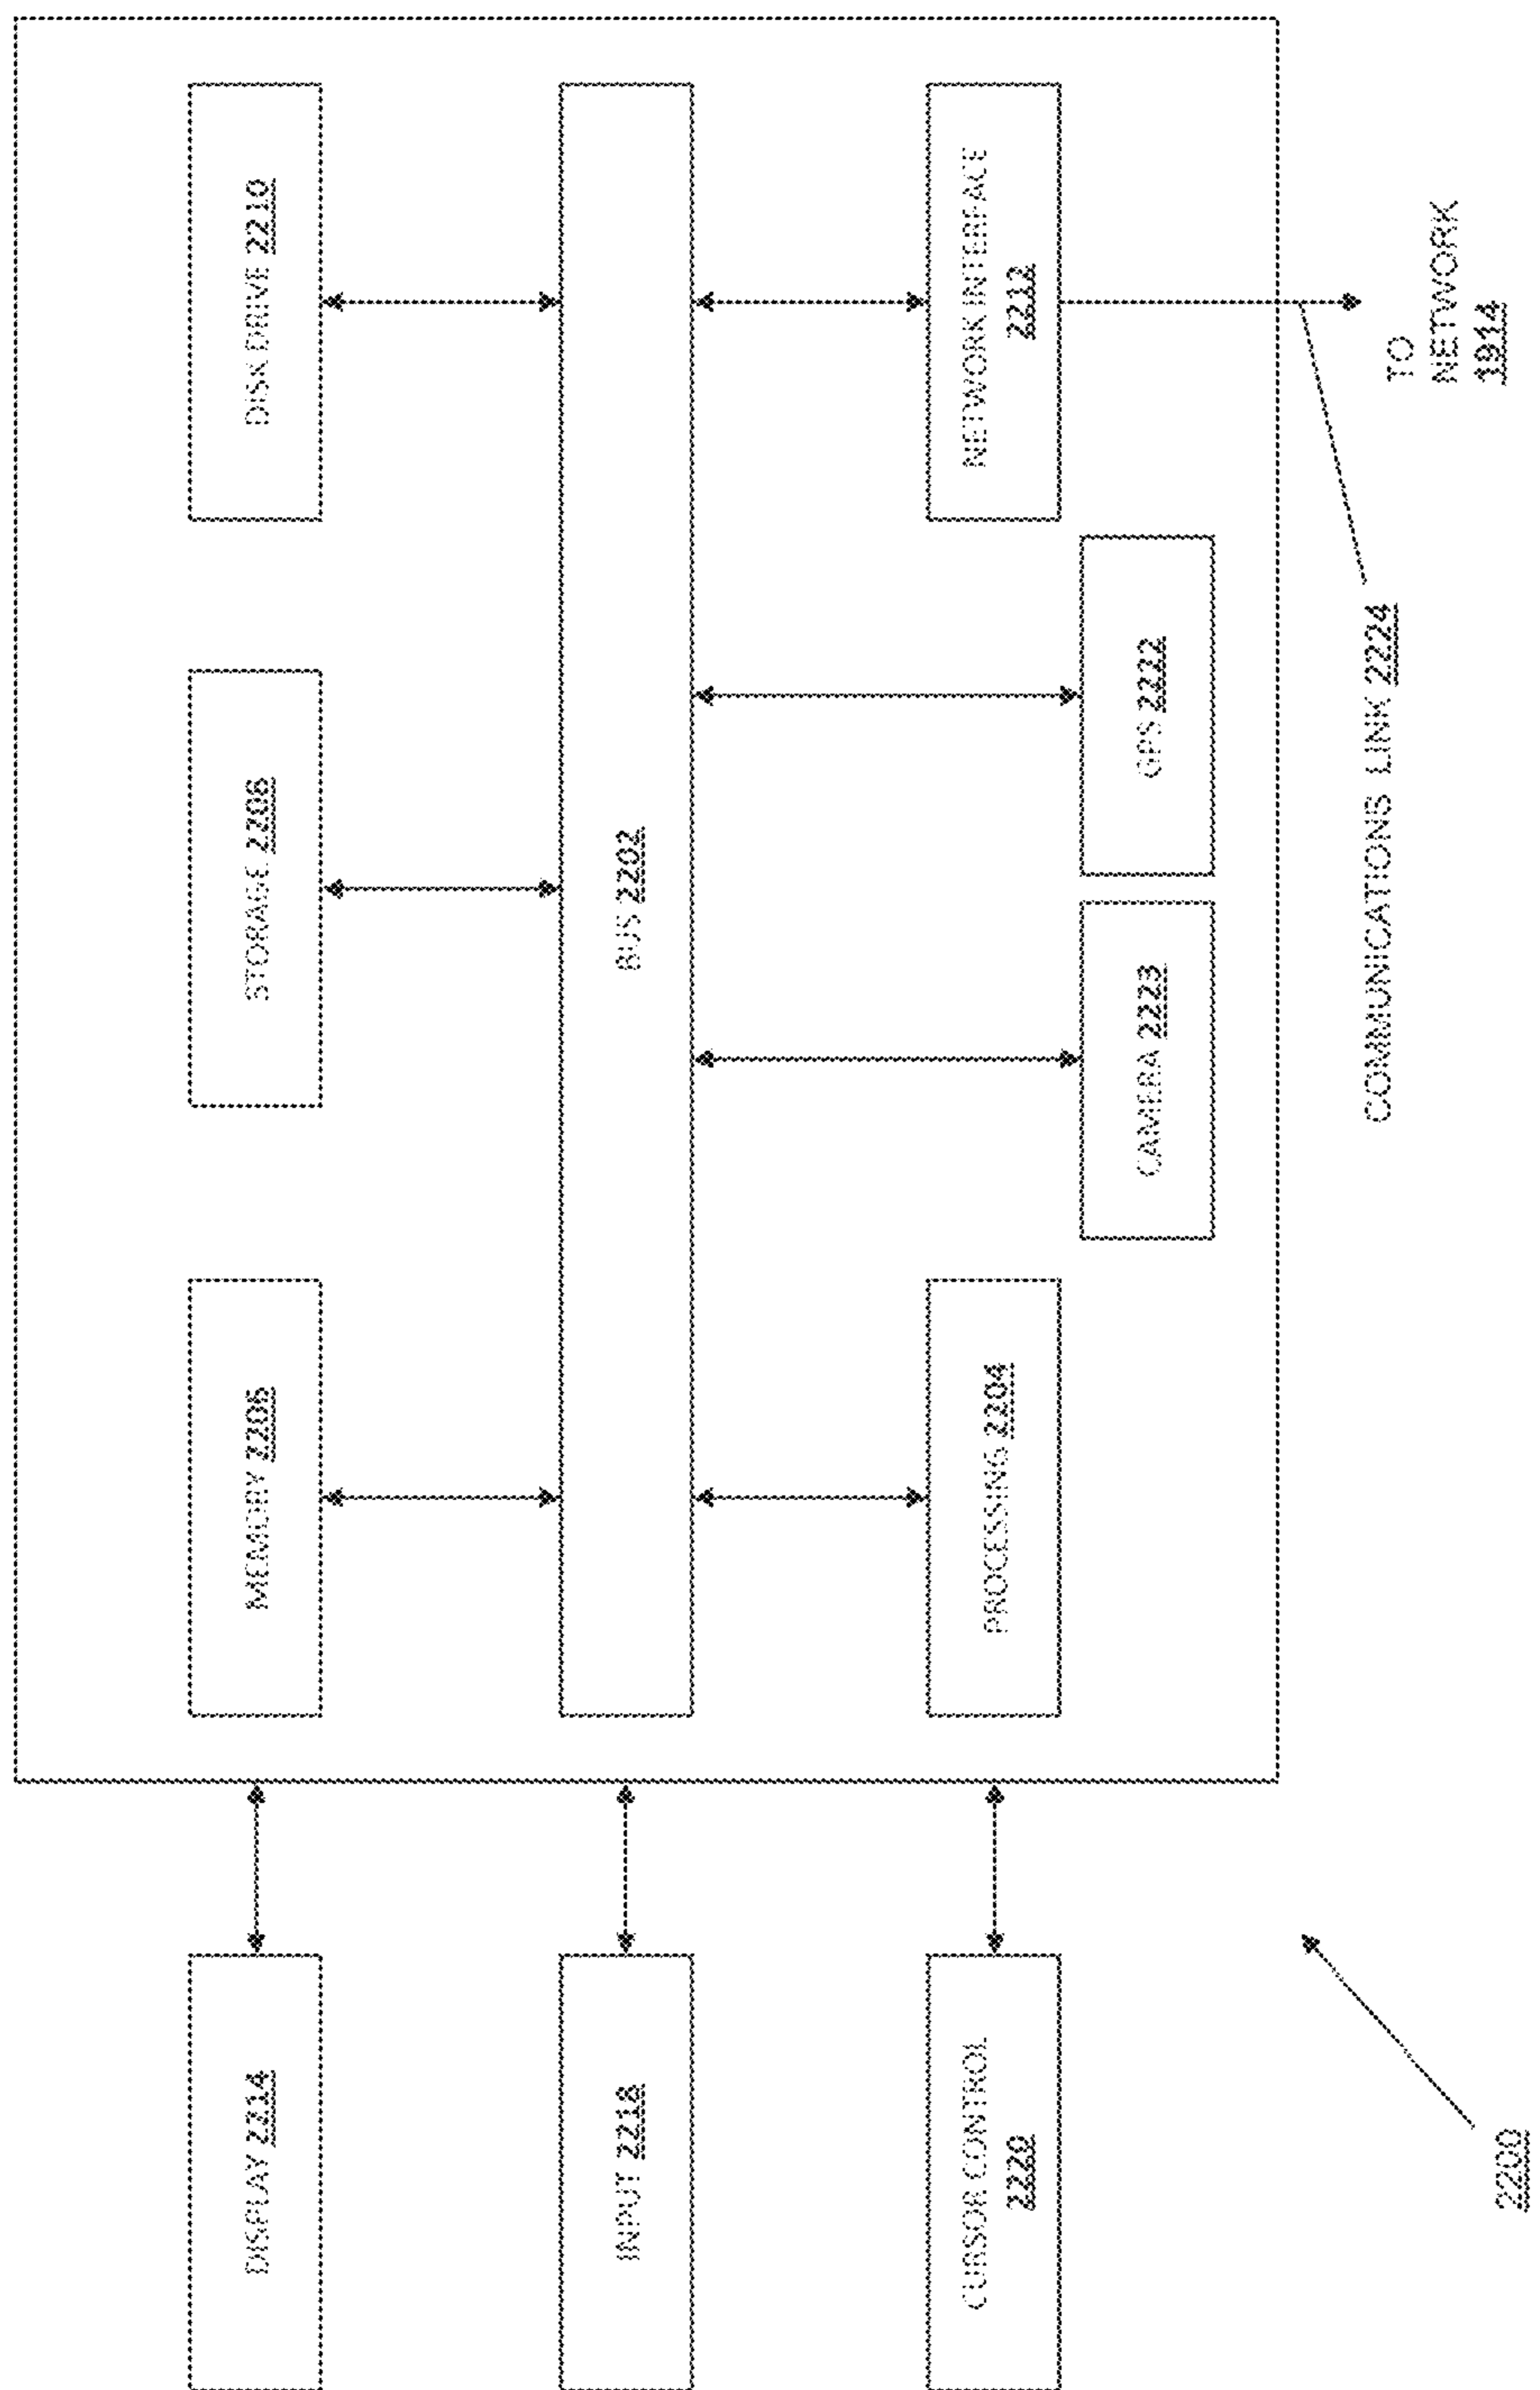 DISPLAY 2214
MEMORY 2206
STORAGE 2208
DISK DRIVE 2210
INPUT 2218
BUS 2202
CURSOR CONTROL
2220
PROCESSING 2204
NETWORK INTERFACE
2212
CAMERA 2223
GPS 2222
COMMUNICATIONS LINK 2224
TO
NETWORK
1914
2200